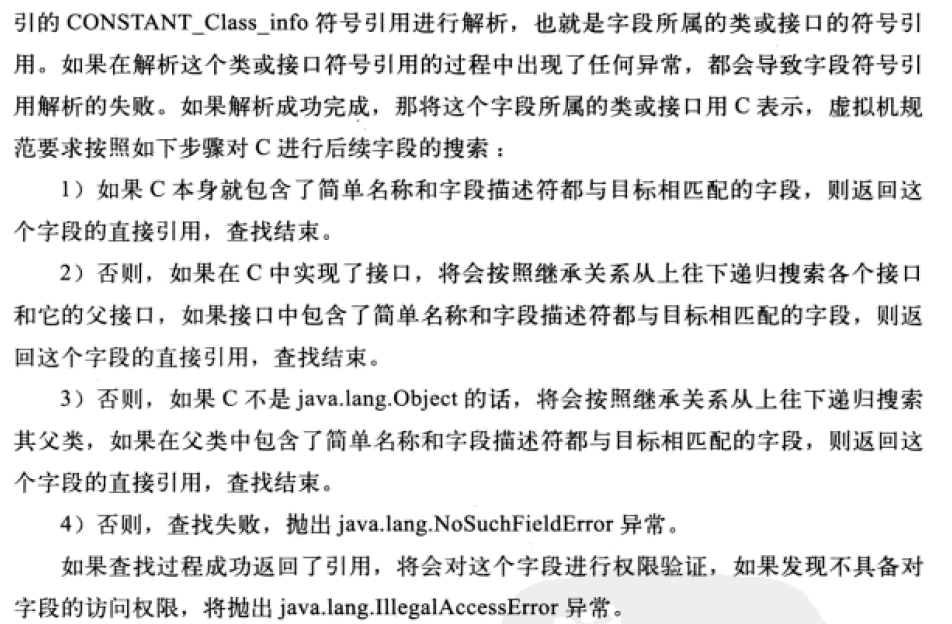 引的 CONSTANT_Class_info 符号引用进行解析，也就是字段所属的类或接口的符号引
用。如果在解析这个类或接口符号引用的过程中出现了任何异常，都会导致字段符号引
用解析的失败。如果解析成功完成，那将这个字段所属的类或接口用 C 表示，虚拟机规
范要求按照如下步骤对 C 进行后续字段的搜索：
1）如果 C 本身就包含了简单名称和字段描述符都与目标相匹配的字段，则返回这
个字段的直接引用，查找结束。
2）否则，如果在 C 中实现了接口，将会按照继承关系从上往下递归搜索各个接口
和它的父接口，如果接口中包含了简单名称和字段描述符都与目标相匹配的字段，则返
回这个字段的直接引用，查找结束。
3）否则，如果 C 不是 java.lang.Object 的话，将会按照继承关系从上往下递归搜索
其父类，如果在父类中包含了简单名称和字段描述符都与目标相匹配的字段，则返回这
个字段的直接引用，查找结束。
4）否则，查找失败，抛出 java.lang.NoSuchFieldError 异常。
如果查找过程成功返回了引用，将会对这个字段进行权限验证，如果发现不具备对
字段的访问权限，将抛出 java.lang.IllegalAccessError 异常。